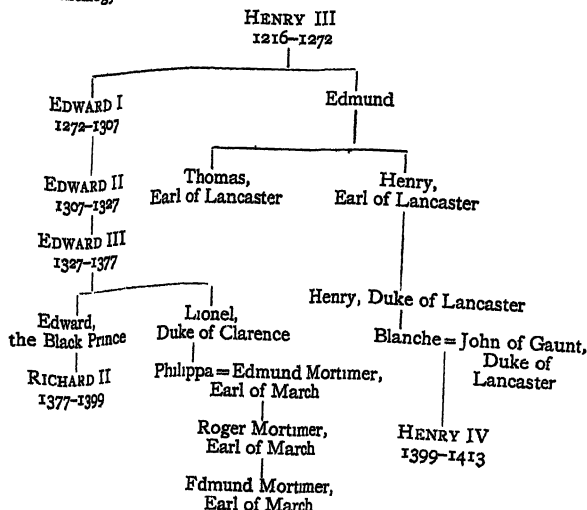 HENRY III
1216–1272
EDWARD I
1272–1307
Edmund
EDWARD II
1307–1327
Thomas,
Earl of Lancaster
Henry,
Earl of Lancaster
EDWARD III
1327–1377
Edward,
the Black Prince
Lionel,
Duke of Clarence
Henry, Duke of Lancaster
RICHARD II
1377–1399
Philippa = Edmund Mortimer,
Earl of March
Blanche = John of Gaunt,
Duke of
Lancaster
Roger Mortimer,
Earl of March
HENRY IV
1399–1413
Fdmund Mortimer,
Earl of March